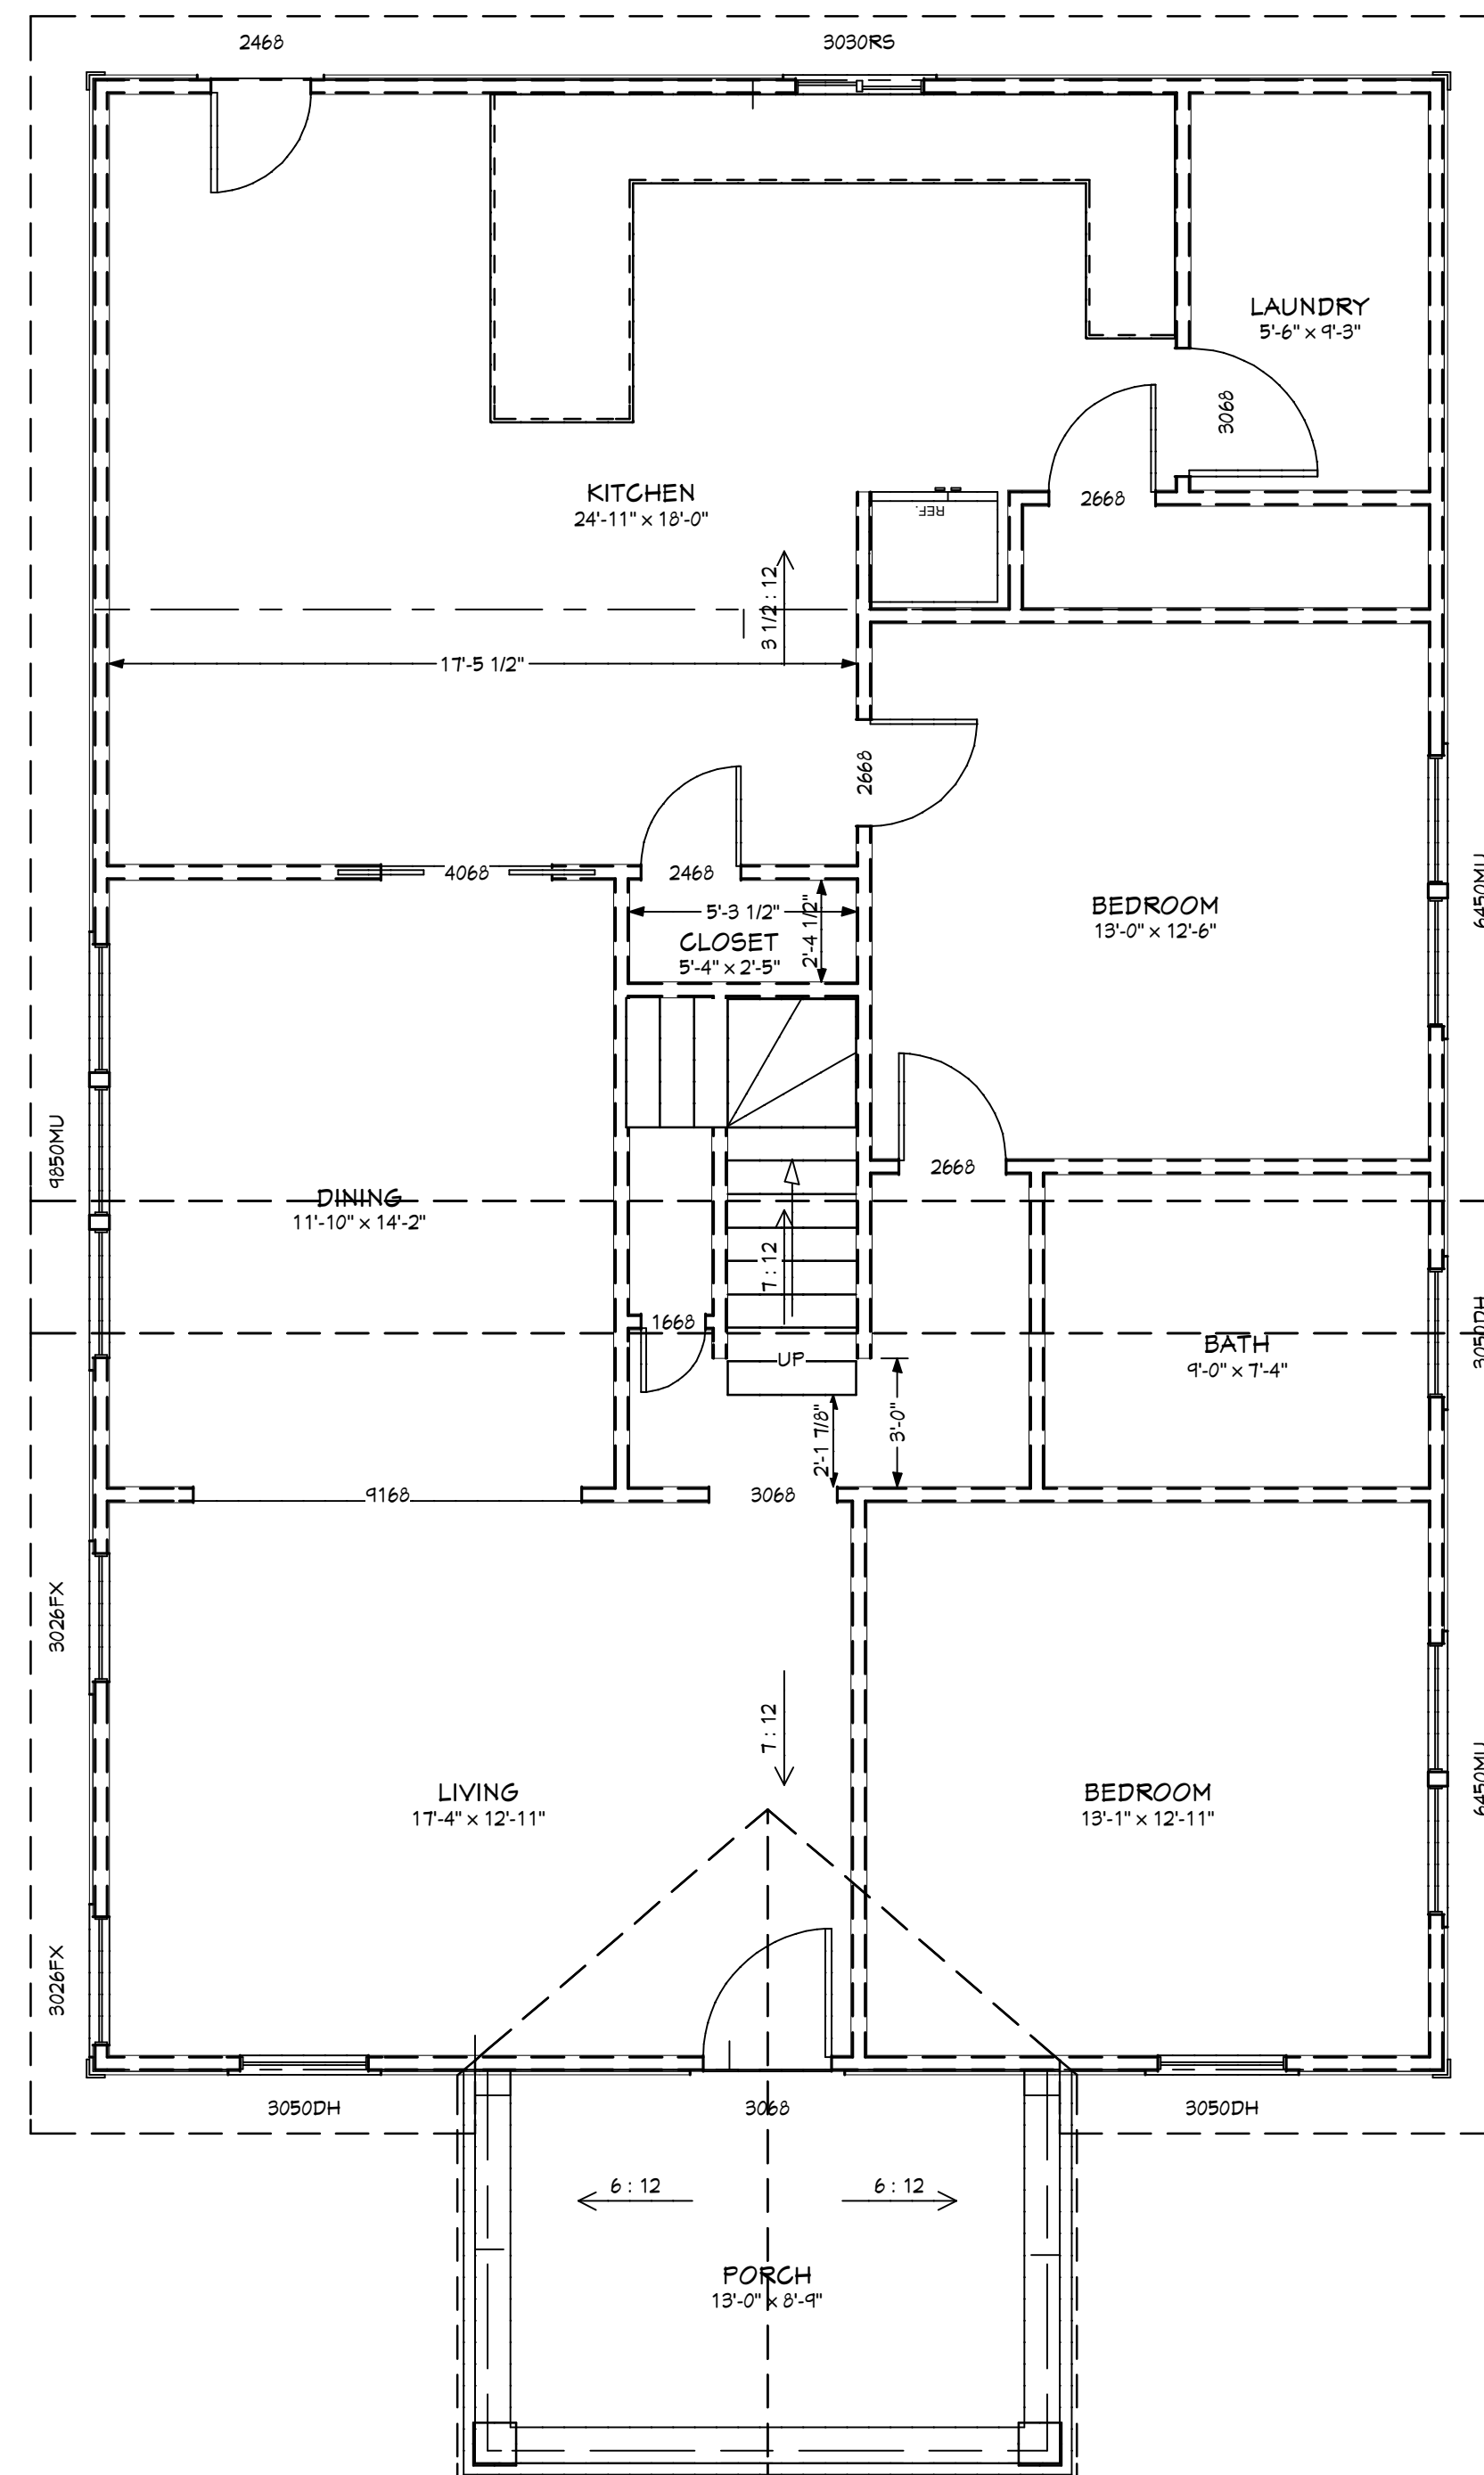 2468
3030RS
LAUNDRY
5'-6" x 9'-3"
3068
KITCHEN
24'-11" x 18'-0"
2668
REF.
3 1/2 : 12
17'-5 1/2"
2668
4068
2468
5'-3 1/2"
2'-4 1/2"
CLOSET
5'-4" x 2'-5"
BEDROOM
13'-0" x 12'-6"
6450MU
9850MU
2668
DINING
11'-10" x 14'-2"
7 : 12
1668
UP
BATH
9'-0" x 7'-4"
3050DH
2'-1 7/8"
3'-0"
9168
3068
3026FX
7 : 12
LIVING
17'-4" x 12'-11"
BEDROOM
13'-1" x 12'-11"
6450MU
3026FX
3050DH
3068
3050DH
6 : 12
6 : 12
PORCH
13'-0" x 8'-9"